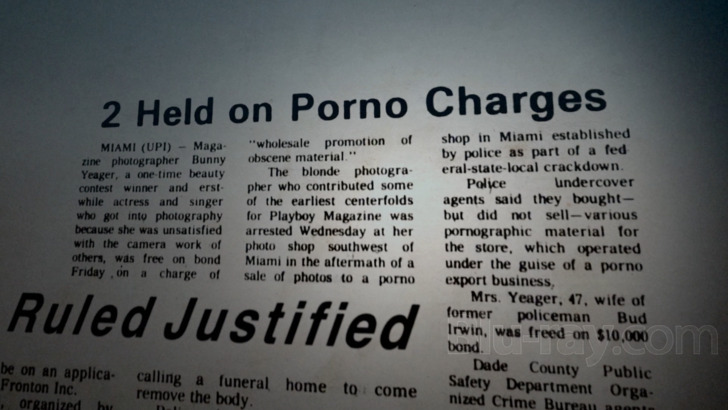 2 Held on Porno Charges
MIAMI (UPI) — Maga-
zine photographer Bunny
Yeager, a one-time beauty
contest winner and erst-
while actress and singer
who got into photography
because she was unsatisfied
with the camera work of
others, was free on bond
Friday on a charge of
"wholesale promotion of
obscene material."
The blonde photogra-
pher who contributed some
of the earliest centerfolds
for Playboy Magazine was
arrested Wednesday at her
photo shop southwest of
Miami in the aftermath of a
sale of photos to a porno
shop in Miami established
by police as part of a fed
eral-state-local crackdown.
Police undercover
agents said they bought—
but did not sell—various
pornographic material for
the store, which operated
under the guise of a porno
export business.
Mrs. Yeager, 47, wife of
former policeman Bud
Irwin, was freed on $10,000
bond.
Dade County Public
Safety Department Orga-
nized Crime Bureau agents
Ruled Justified
be on an applica-
Fronton Inc.
organized by
calling a funeral home to come
remove the body.
Blu-ray.com